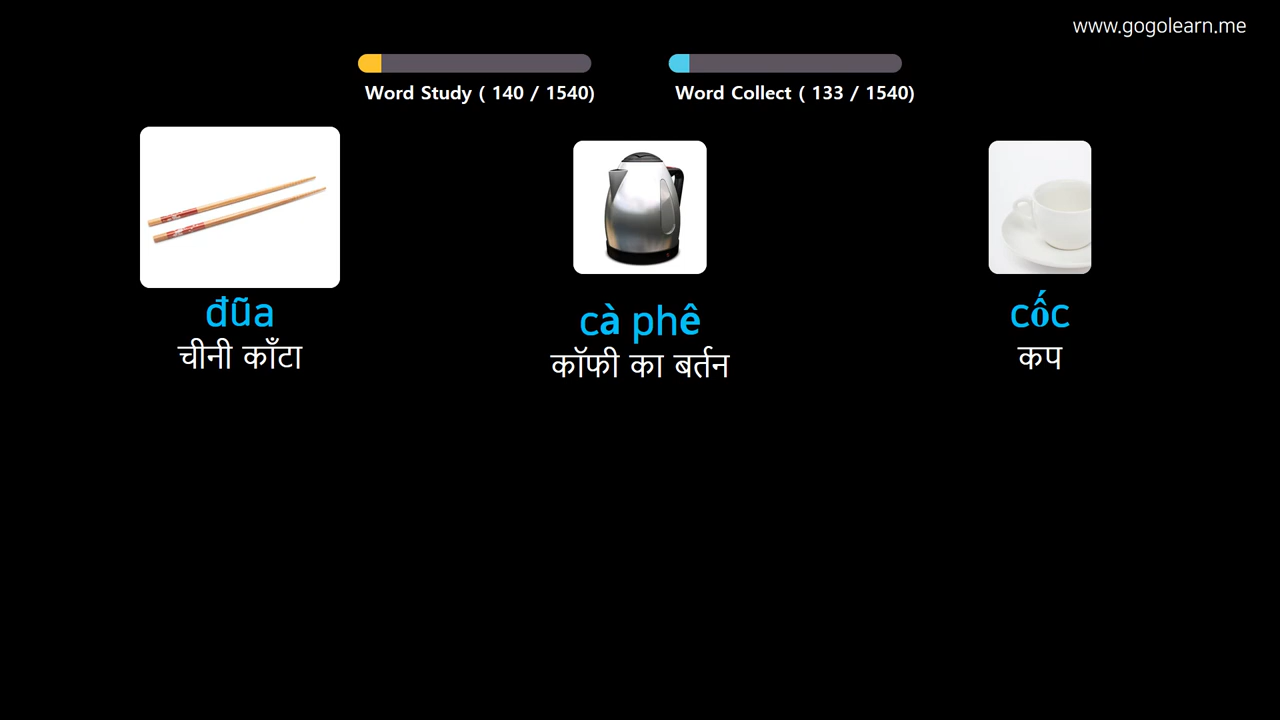 www.gogolearn.me
Word Study ( 140 / 1540)
Word Collect ( 133 / 1540)
đũa
चीनी काँटा
cà phê
कॉफी का बर्तन
cốc
कप